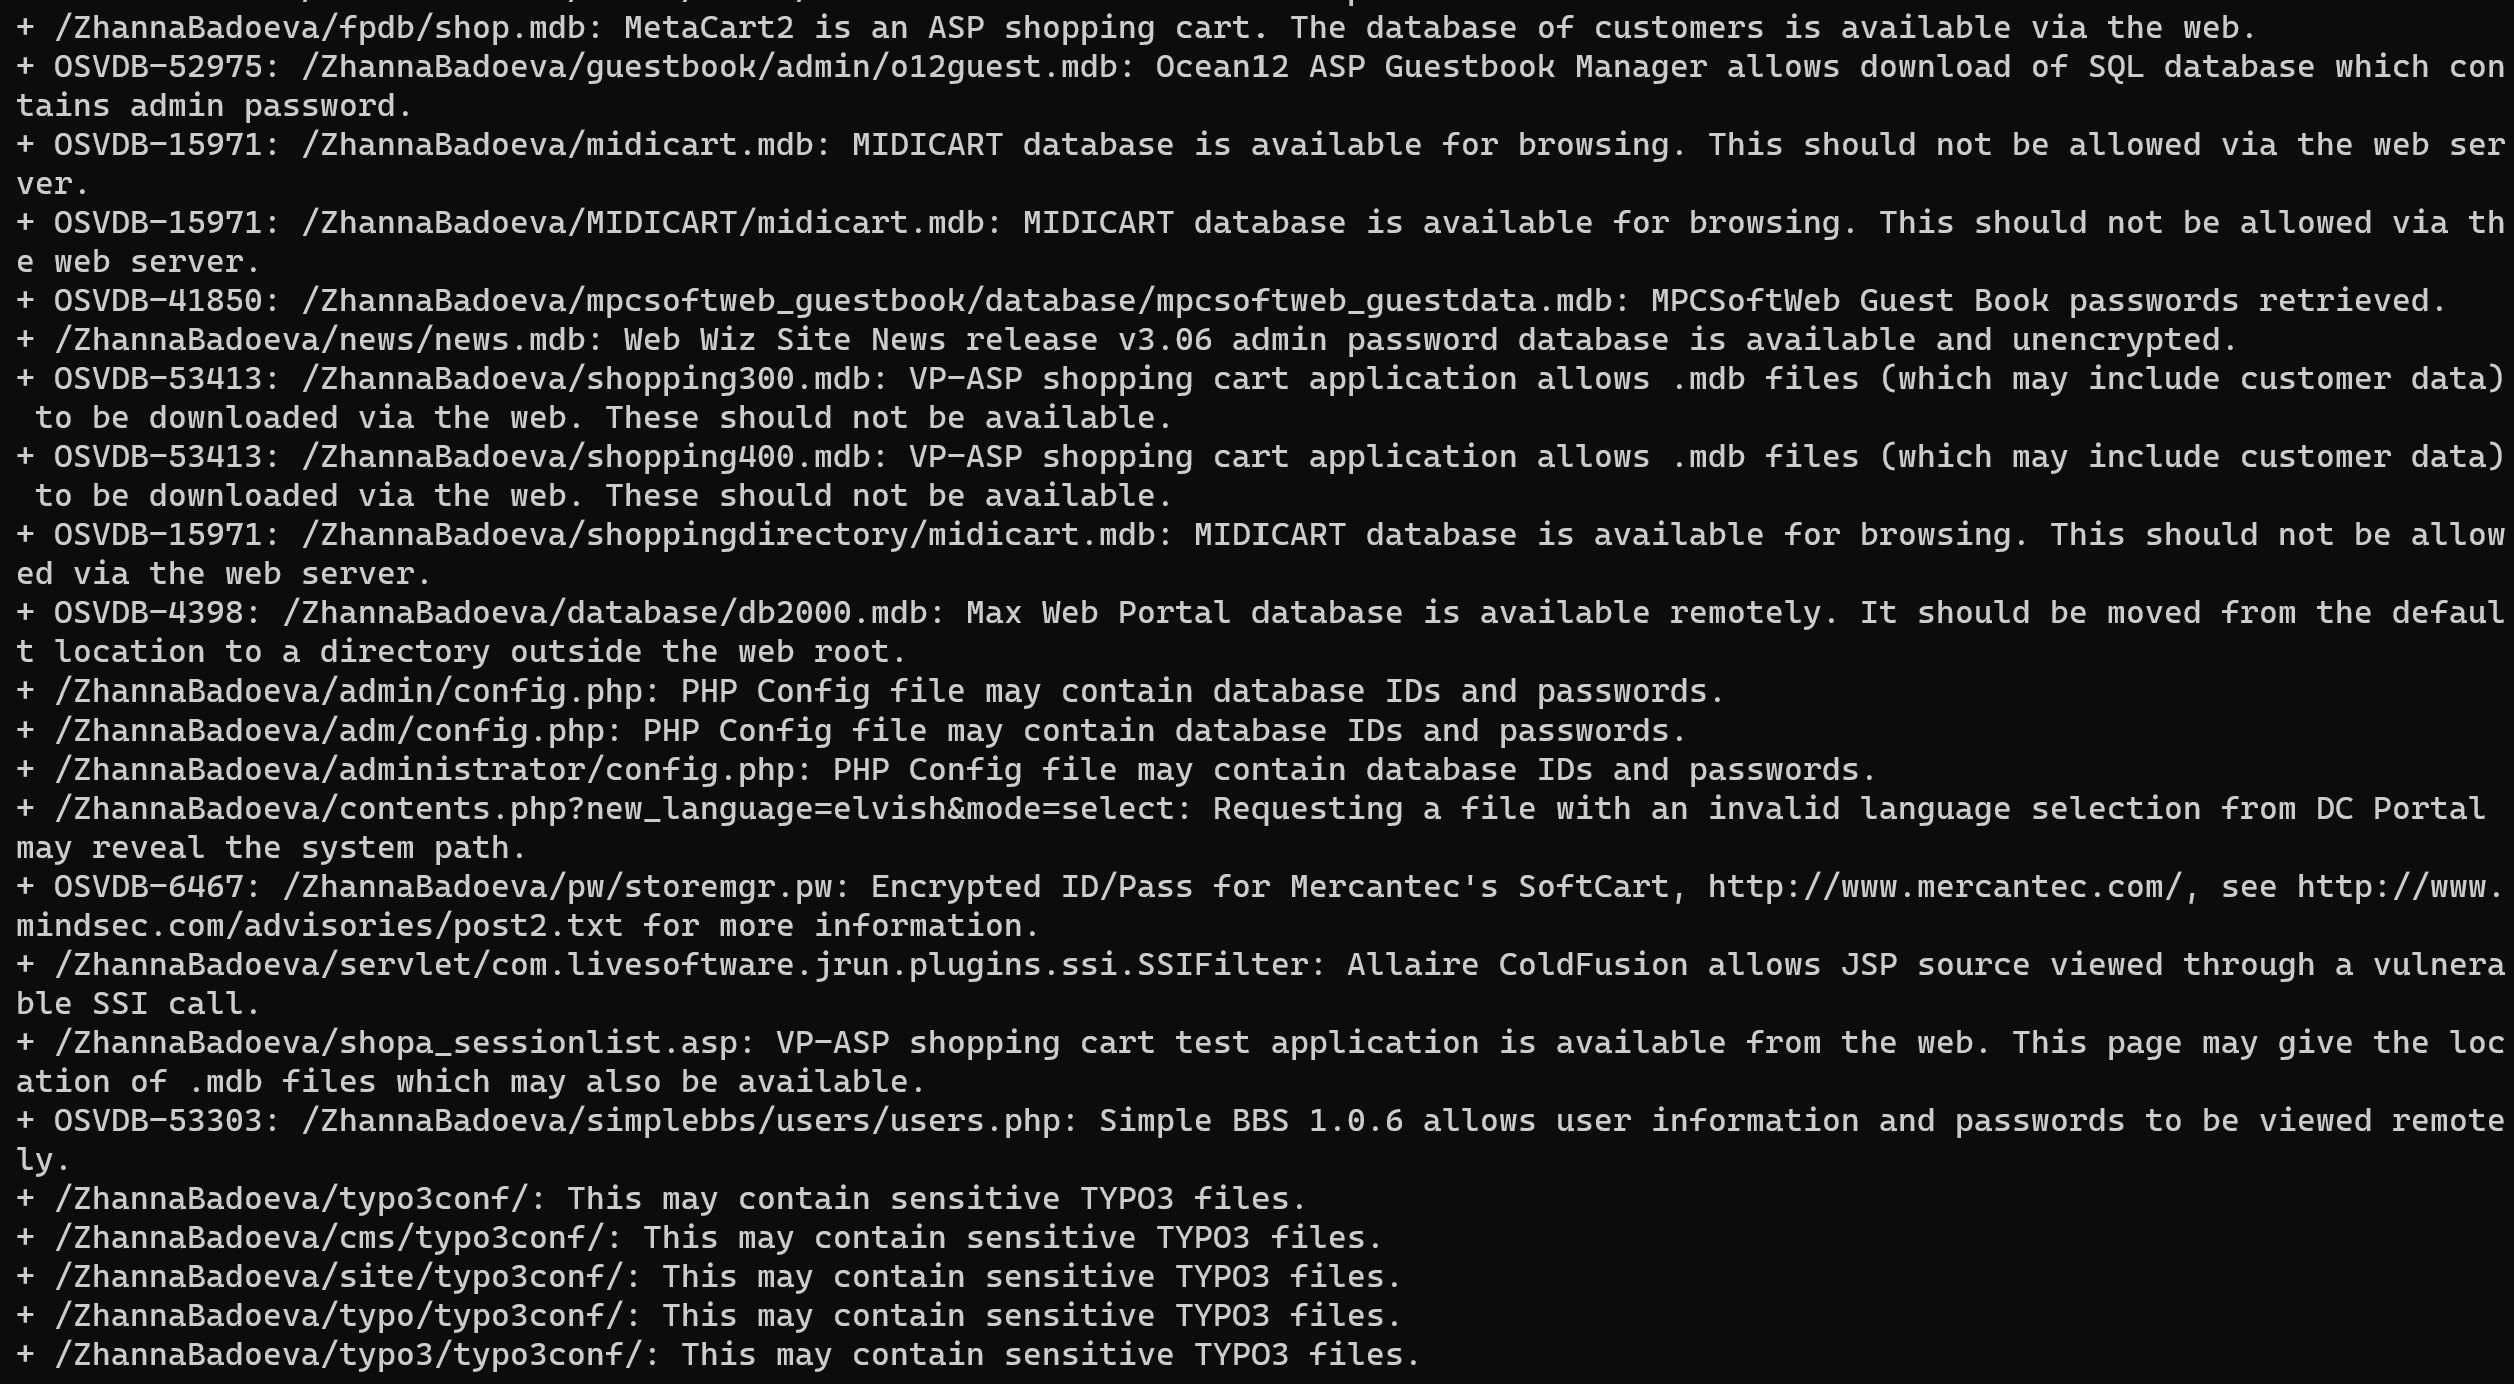 + /ZhannaBadoeva/fpdb/shop.mdb: MetaCart2 is an ASP shopping cart. The database of customers is available via the web.
+ OSVDB-52975: /ZhannaBadoeva/guestbook/admin/o12guest.mdb: Ocean12 ASP Guestbook Manager allows download of SQL database which con
tains admin password.
+ OSVDB-15971: /ZhannaBadoeva/midicart.mdb: MIDICART database is available for browsing. This should not be allowed via the web ser
ver.
+ OSVDB-15971: /ZhannaBadoeva/MIDICART/midicart.mdb: MIDICART database is available for browsing. This should not be allowed via th
e web server.
+ OSVDB-41850: /ZhannaBadoeva/mpcsoftweb_guestbook/database/mpcsoftweb_guestdata.mdb: MPCSoftWeb Guest Book passwords retrieved.
+ /ZhannaBadoeva/news/news.mdb: Web Wiz Site News release v3.06 admin password database is available and unencrypted.
+ OSVDB-53413: /ZhannaBadoeva/shopping300.mdb: VP-ASP shopping cart application allows .mdb files (which may include customer data)
 to be downloaded via the web. These should not be available.
+ OSVDB-53413: /ZhannaBadoeva/shopping400.mdb: VP-ASP shopping cart application allows .mdb files (which may include customer data)
 to be downloaded via the web. These should not be available.
+ OSVDB-15971: /ZhannaBadoeva/shoppingdirectory/midicart.mdb: MIDICART database is available for browsing. This should not be allow
ed via the web server.
+ OSVDB-4398: /ZhannaBadoeva/database/db2000.mdb: Max Web Portal database is available remotely. It should be moved from the defaul
t location to a directory outside the web root.
+ /ZhannaBadoeva/admin/config.php: PHP Config file may contain database IDs and passwords.
+ /ZhannaBadoeva/adm/config.php: PHP Config file may contain database IDs and passwords.
+ /ZhannaBadoeva/administrator/config.php: PHP Config file may contain database IDs and passwords.
+ /ZhannaBadoeva/contents.php?new_language=elvish&mode=select: Requesting a file with an invalid language selection from DC Portal
may reveal the system path.
+ OSVDB-6467: /ZhannaBadoeva/pw/storemgr.pw: Encrypted ID/Pass for Mercantec's SoftCart, http://www.mercantec.com/, see http://www.
mindsec.com/advisories/post2.txt for more information.
+ /ZhannaBadoeva/servlet/com.livesoftware.jrun.plugins.ssi.SSIFilter: Allaire ColdFusion allows JSP source viewed through a vulnera
ble SSI call.
+ /ZhannaBadoeva/shopa_sessionlist.asp: VP-ASP shopping cart test application is available from the web. This page may give the loc
ation of .mdb files which may also be available.
+ OSVDB-53303: /ZhannaBadoeva/simplebbs/users/users.php: Simple BBS 1.0.6 allows user information and passwords to be viewed remote
ly.
+ /ZhannaBadoeva/typo3conf/: This may contain sensitive TYPO3 files.
+ /ZhannaBadoeva/cms/typo3conf/: This may contain sensitive TYPO3 files.
+ /ZhannaBadoeva/site/typo3conf/: This may contain sensitive TYPO3 files.
+ /ZhannaBadoeva/typo/typo3conf/: This may contain sensitive TYPO3 files.
+ /ZhannaBadoeva/typo3/typo3conf/: This may contain sensitive TYPO3 files.